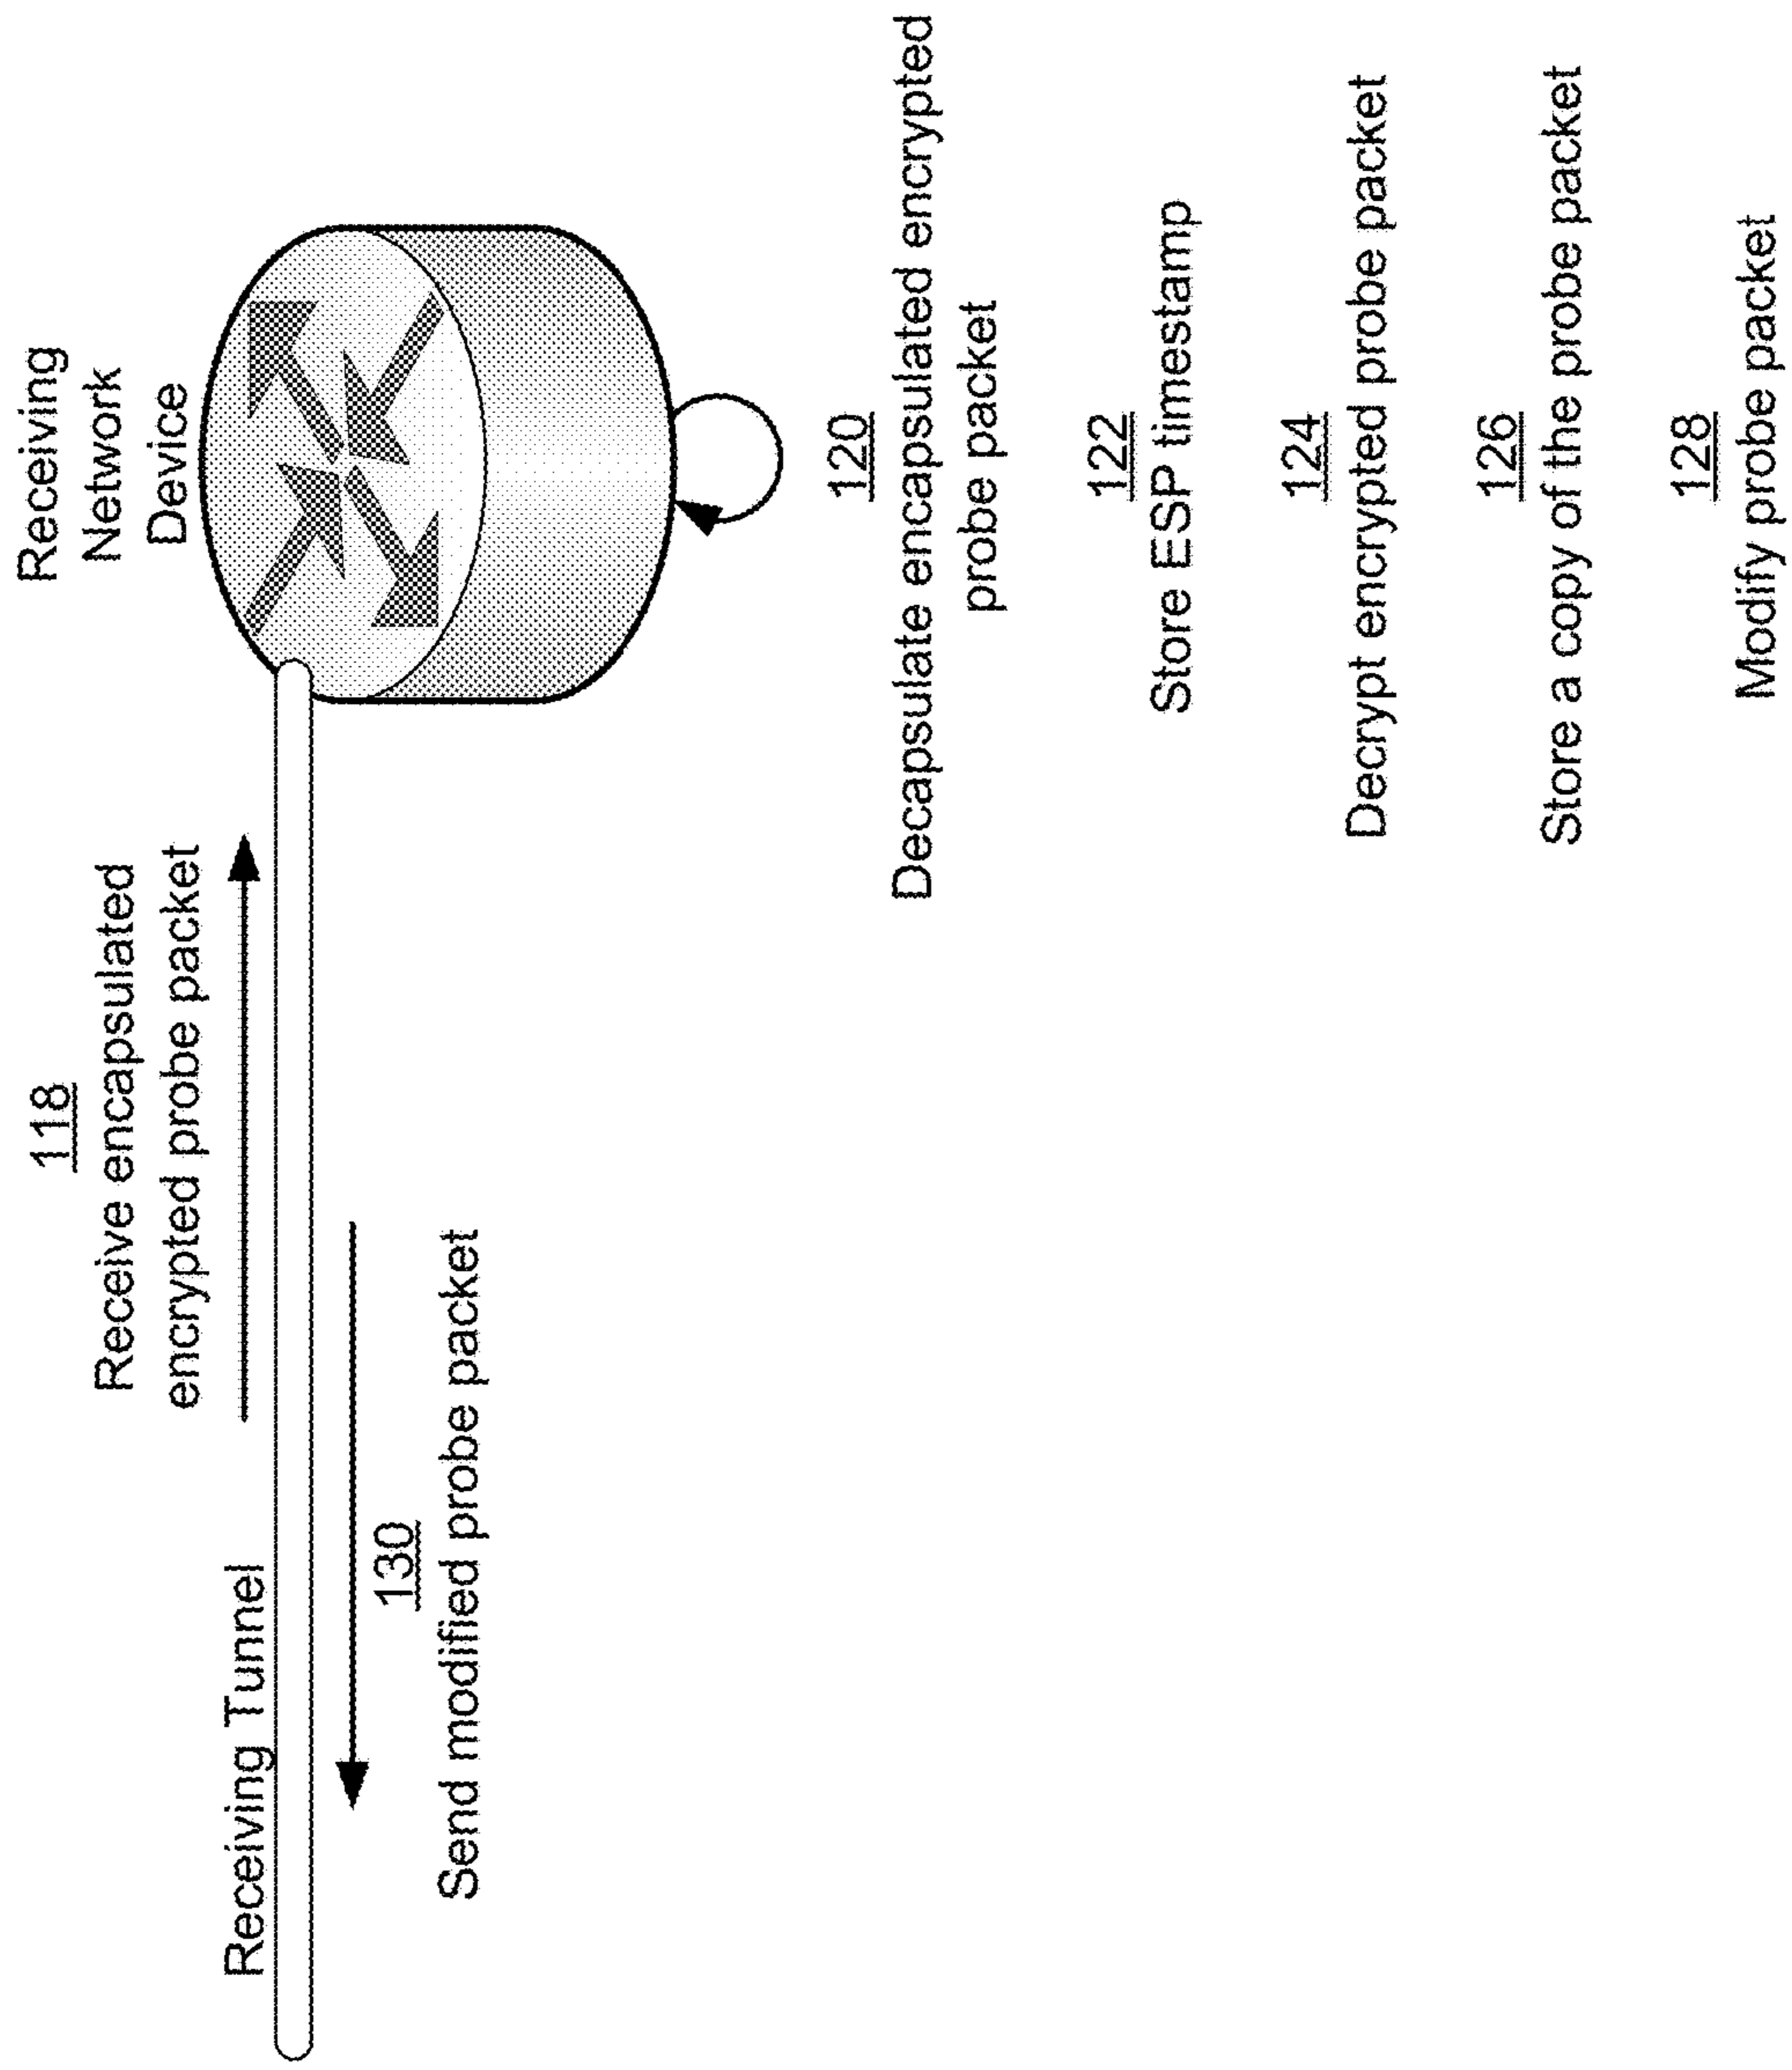 Receiving
Network
Device
118
Receive encapsulated
encrypted probe packet
Receiving Tunnel
130
Send modified probe packet
120
Decapsulate encapsulated encrypted
probe packet
122
Store ESP timestamp
124
Decrypt encrypted probe packet
126
Store a copy of the probe packet
128
Modify probe packet